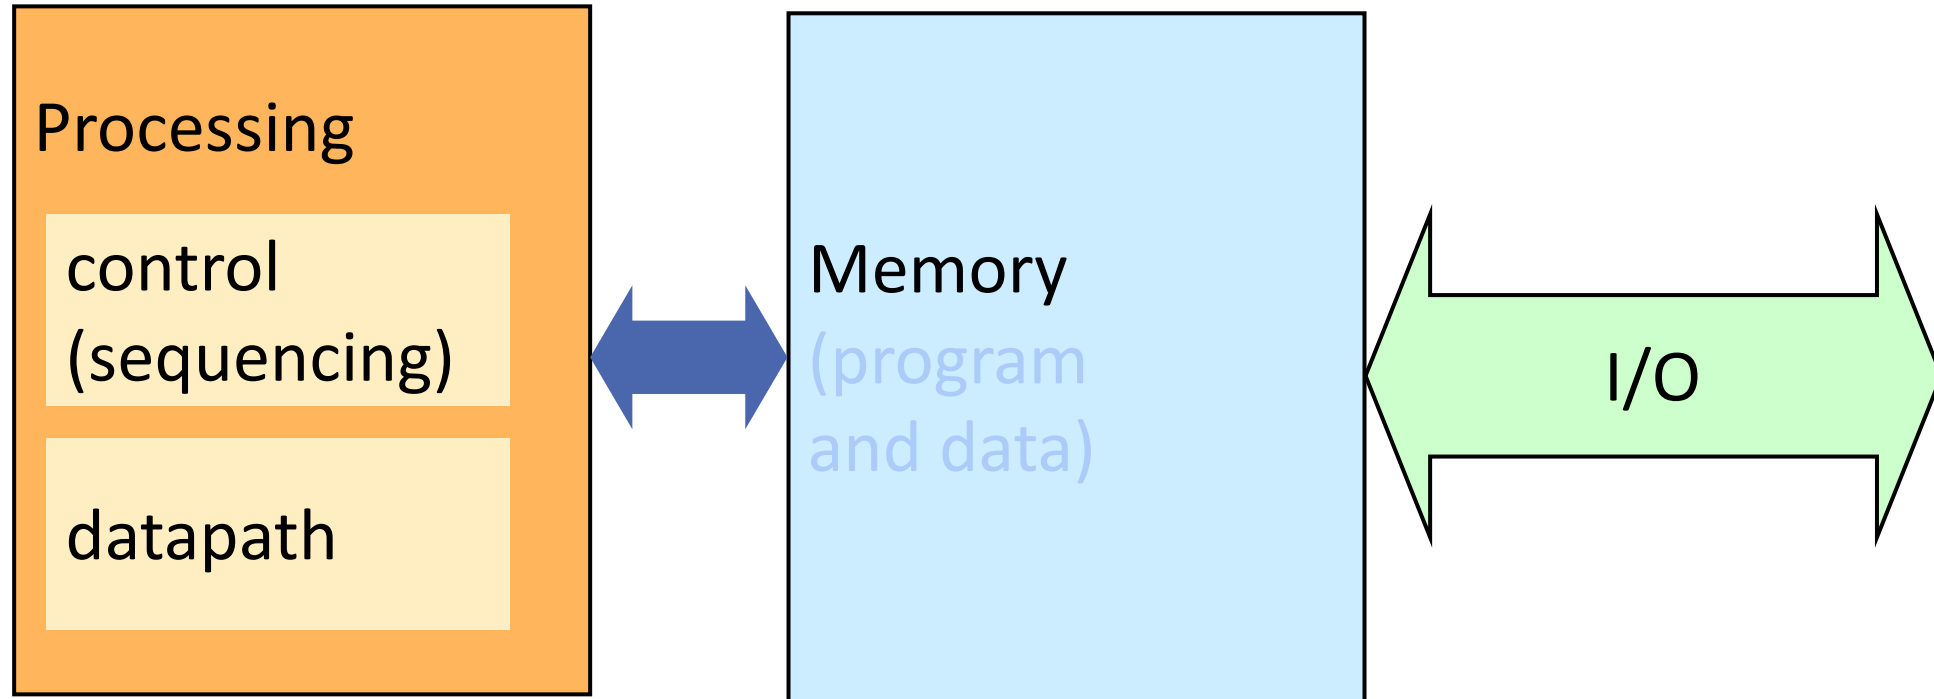 Processing
control
(sequencing)
datapath
Memory
(program
and data)
I/O